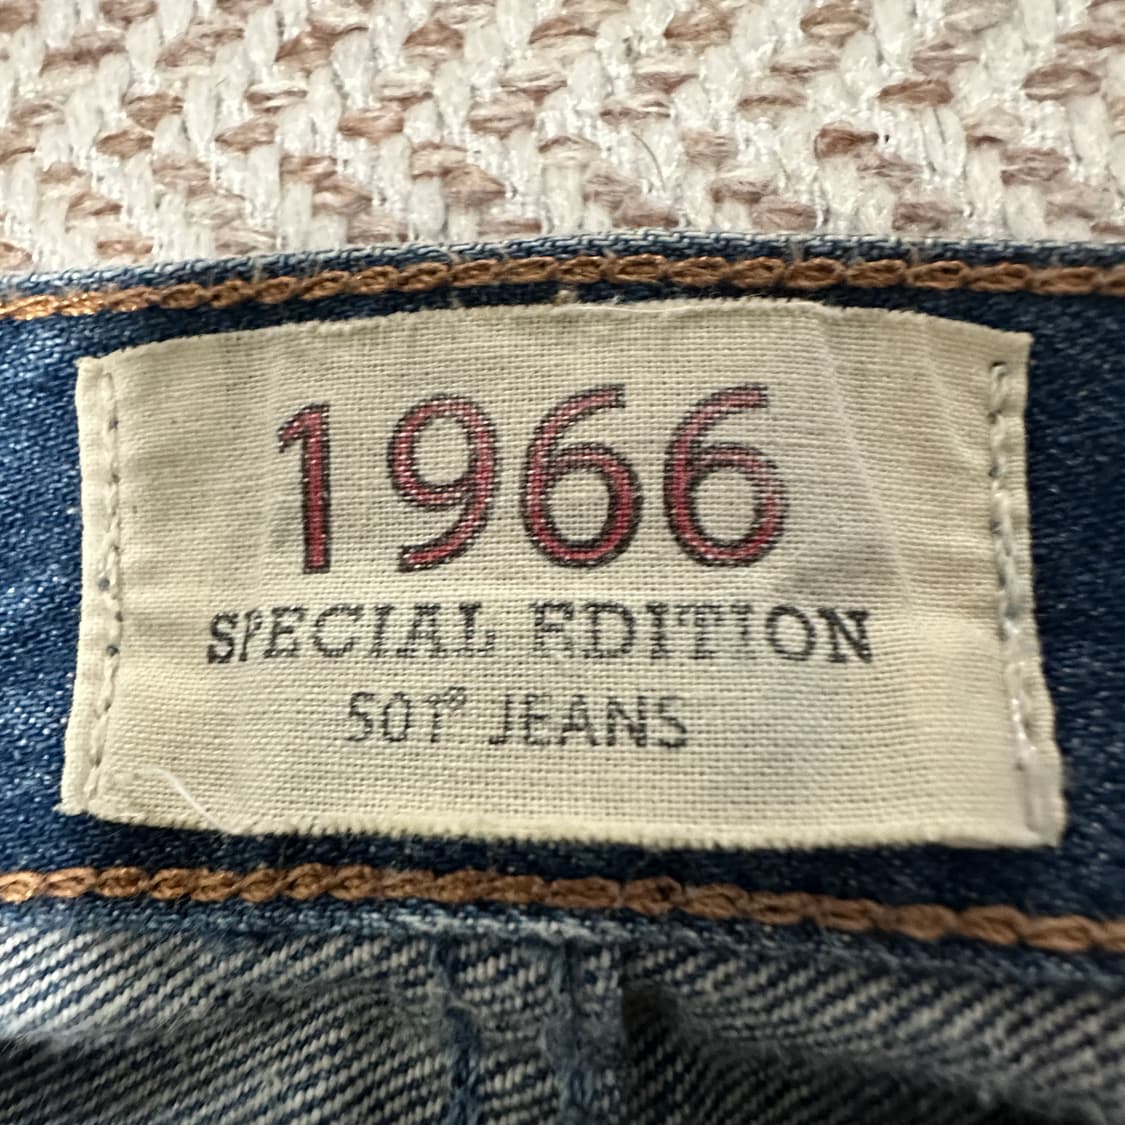 1966
SPECIAL EDITION
501® JEANS